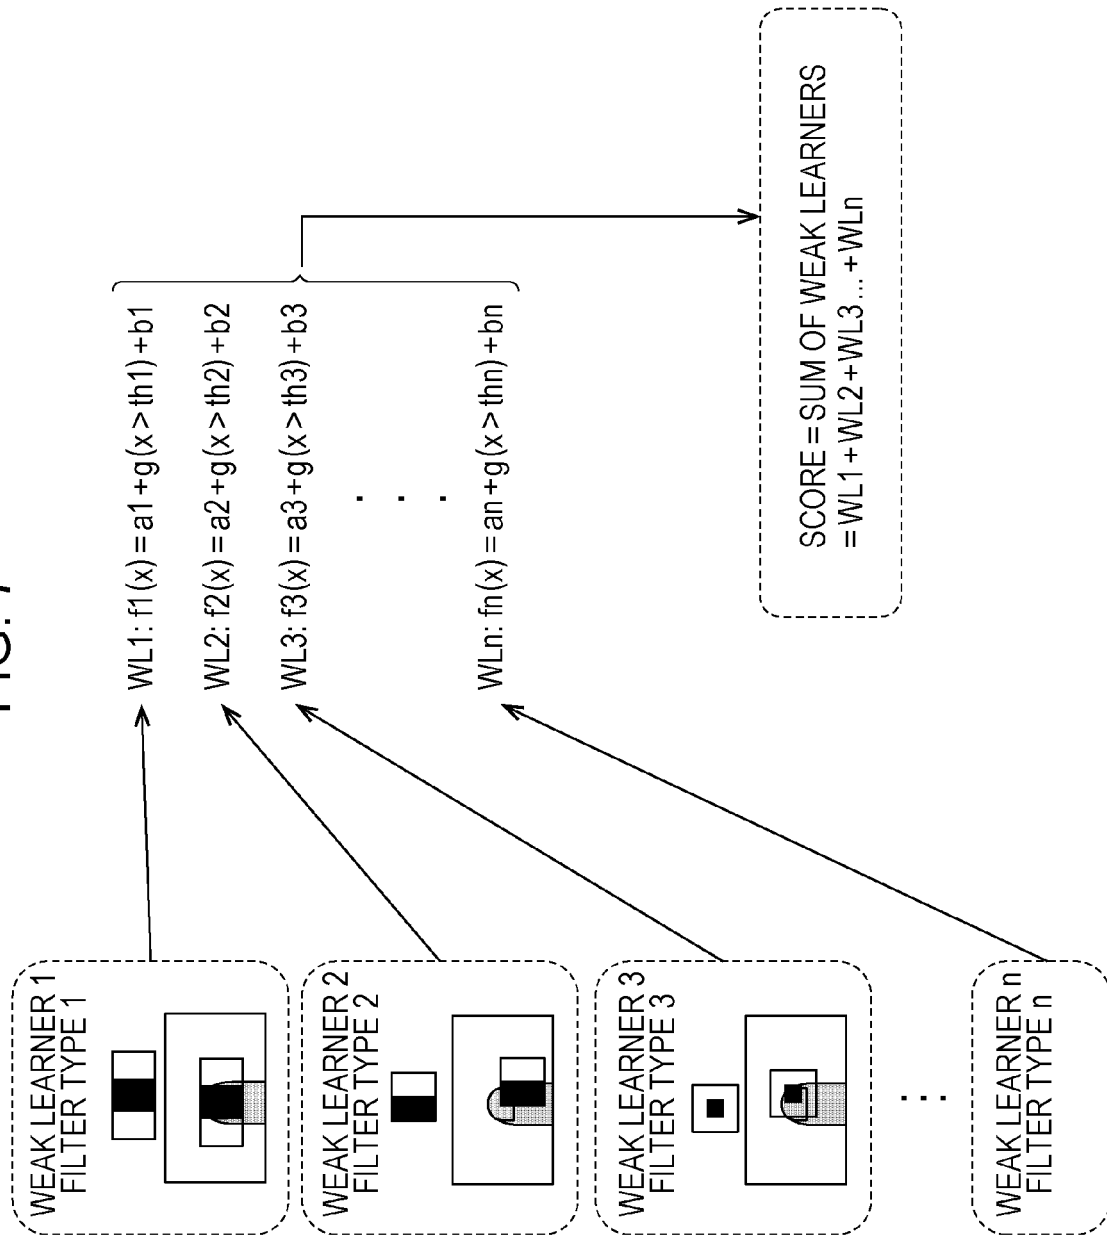 WEAK LEARNER 1
FILTER TYPE 1
WEAK LEARNER 2
FILTER TYPE 2
WEAK LEARNER 3
FILTER TYPE 3
. . .
WEAK LEARNER n
FILTER TYPE n
WL1: f1(x) = a1+g(x > th1)+b1
WL2: f2(x) = a2+g(x > th2)+b2
WL3: f3(x) = a3+g(x > th3)+b3
. . .
WLn: fn(x) = an+g(x > thn)+bn
SCORE = SUM OF WEAK LEARNERS
= WL1+WL2+WL3 ... +WLn